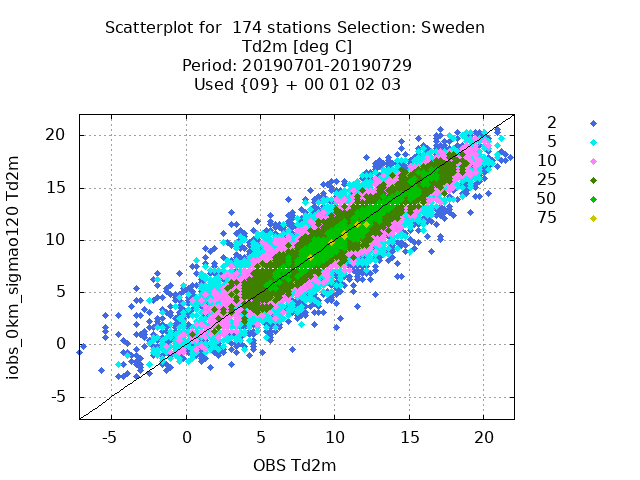 Scatterplot for  174 stations Selection: Sweden
Td2m [deg C]
Period: 20190701-20190729
Used {09} + 00 01 02 03
2
5
10
25
50
75
20
15
10
5
0
-5
iobs_0km_sigmao120 Td2m
-5 0 5 10 15 20
OBS Td2m